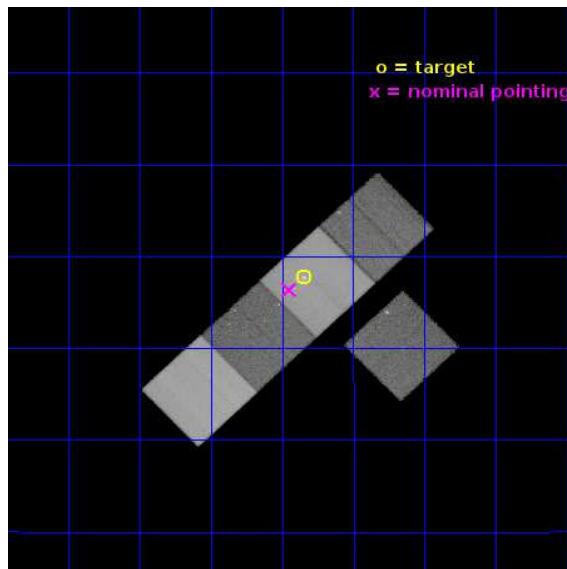 o = target
x = nominal pointing